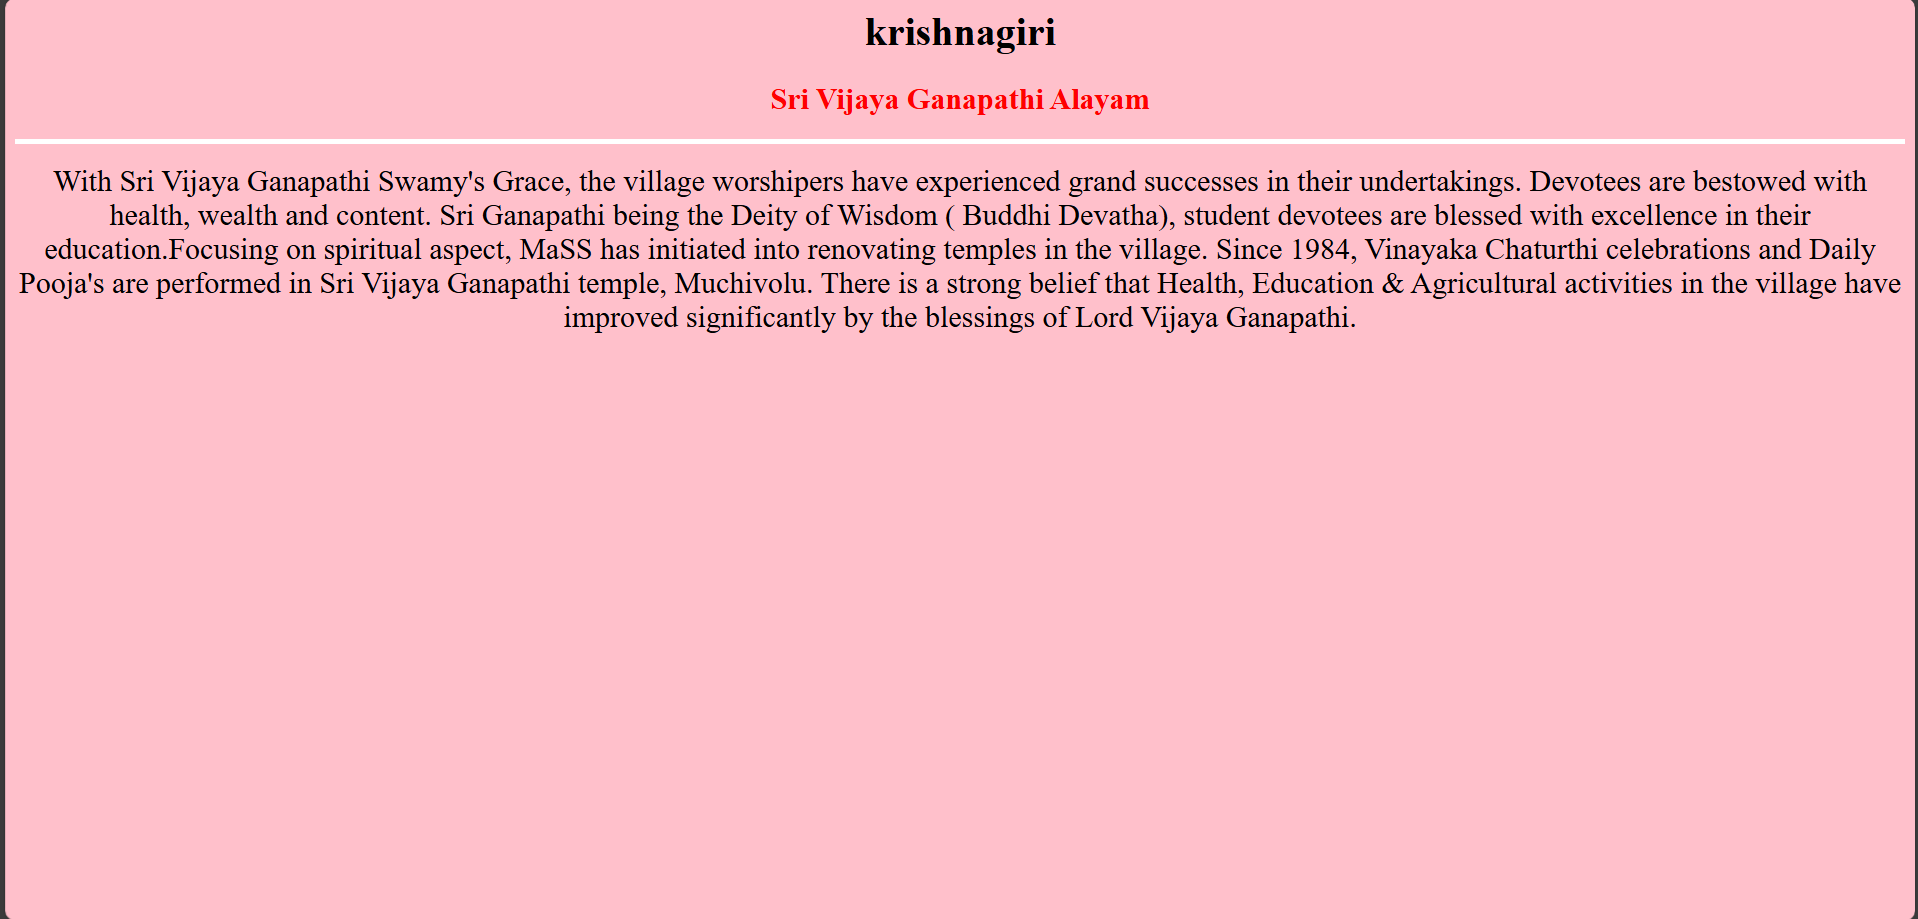 krishnagiri
Sri Vijaya Ganapathi Alayam
With Sri Vijaya Ganapathi Swamy's Grace, the village worshipers have experienced grand successes in their undertakings. Devotees are bestowed with
health, wealth and content. Sri Ganapathi being the Deity of Wisdom ( Buddhi Devatha), student devotees are blessed with excellence in their
education.Focusing on spiritual aspect, MaSS has initiated into renovating temples in the village. Since 1984, Vinayaka Chaturthi celebrations and Daily
Pooja's are performed in Sri Vijaya Ganapathi temple, Muchivolu. There is a strong belief that Health, Education & Agricultural activities in the village have
improved significantly by the blessings of Lord Vijaya Ganapathi.